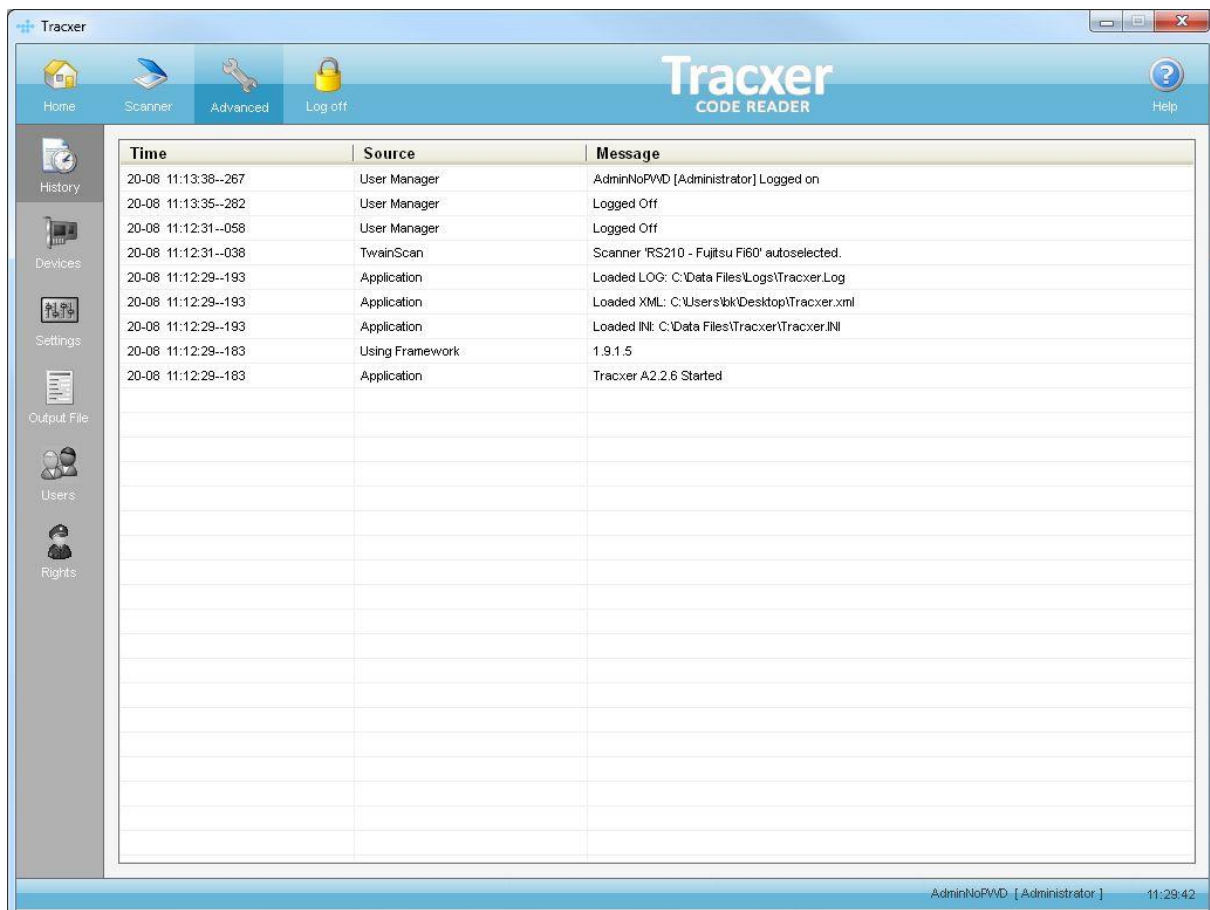 Tracxer
Home Scanner Advanced Log off Tracxer Help
CODE READER
Time Source Message
History
20-08 11:13:38--267 User Manager AdminNoPWD [Administrator] Logged on
20-08 11:13:35--282 User Manager Logged Off
20-08 11:12:31--058 User Manager Logged Off
20-08 11:12:31--038 TwainScan Scanner 'RS210 - Fujitsu Fi60' autoselected.
Devices
20-08 11:12:29--193 Application Loaded LOG: C:\Data Files\Logs\Tracxer.Log
20-08 11:12:29--193 Application Loaded XML: C:\Users\bk\Desktop\Tracxer.xml
20-08 11:12:29--193 Application Loaded INI: C:\Data Files\Tracxer\Tracxer.INI
Settings
20-08 11:12:29--183 Using Framework 1.9.1.5
20-08 11:12:29--183 Application Tracxer A2.2.6 Started
Output File
Users
Rights
AdminNoPWD [ Administrator ] 11:29:42